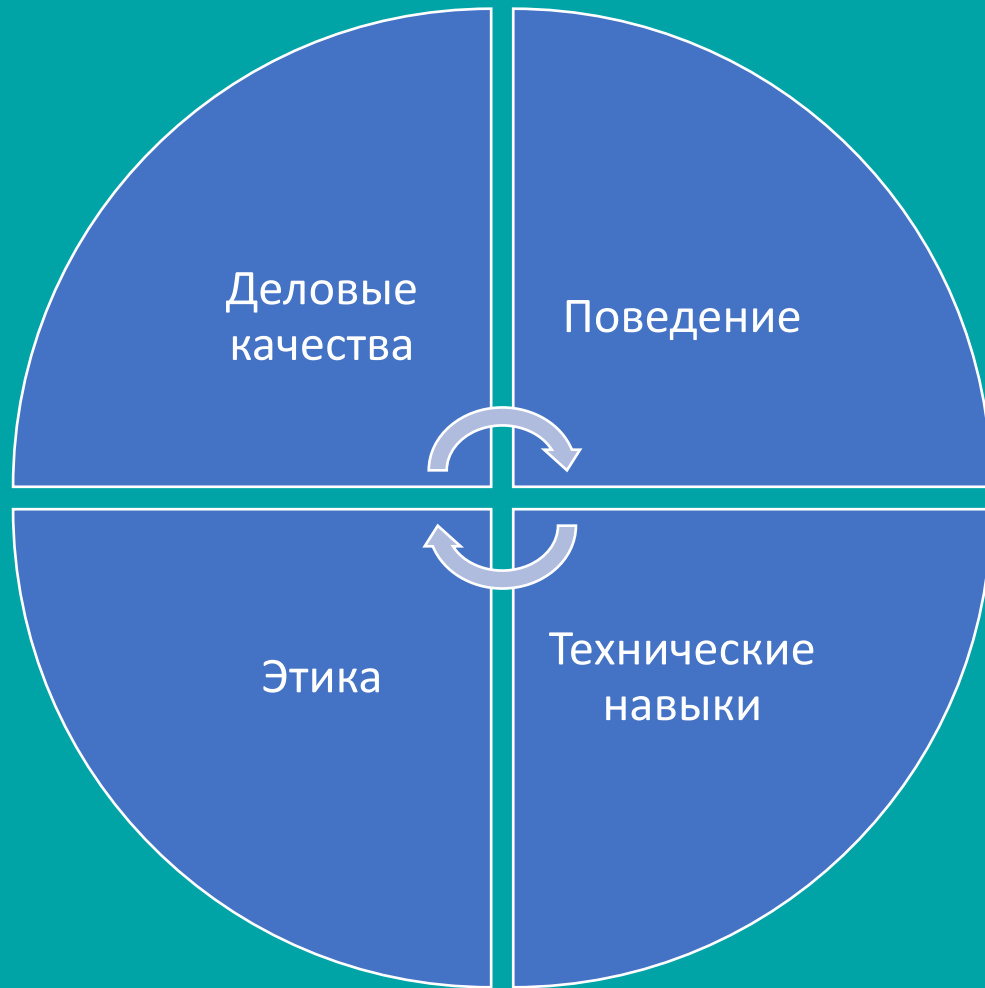 Деловые
качества
Поведение
Этика
Технические
навыки